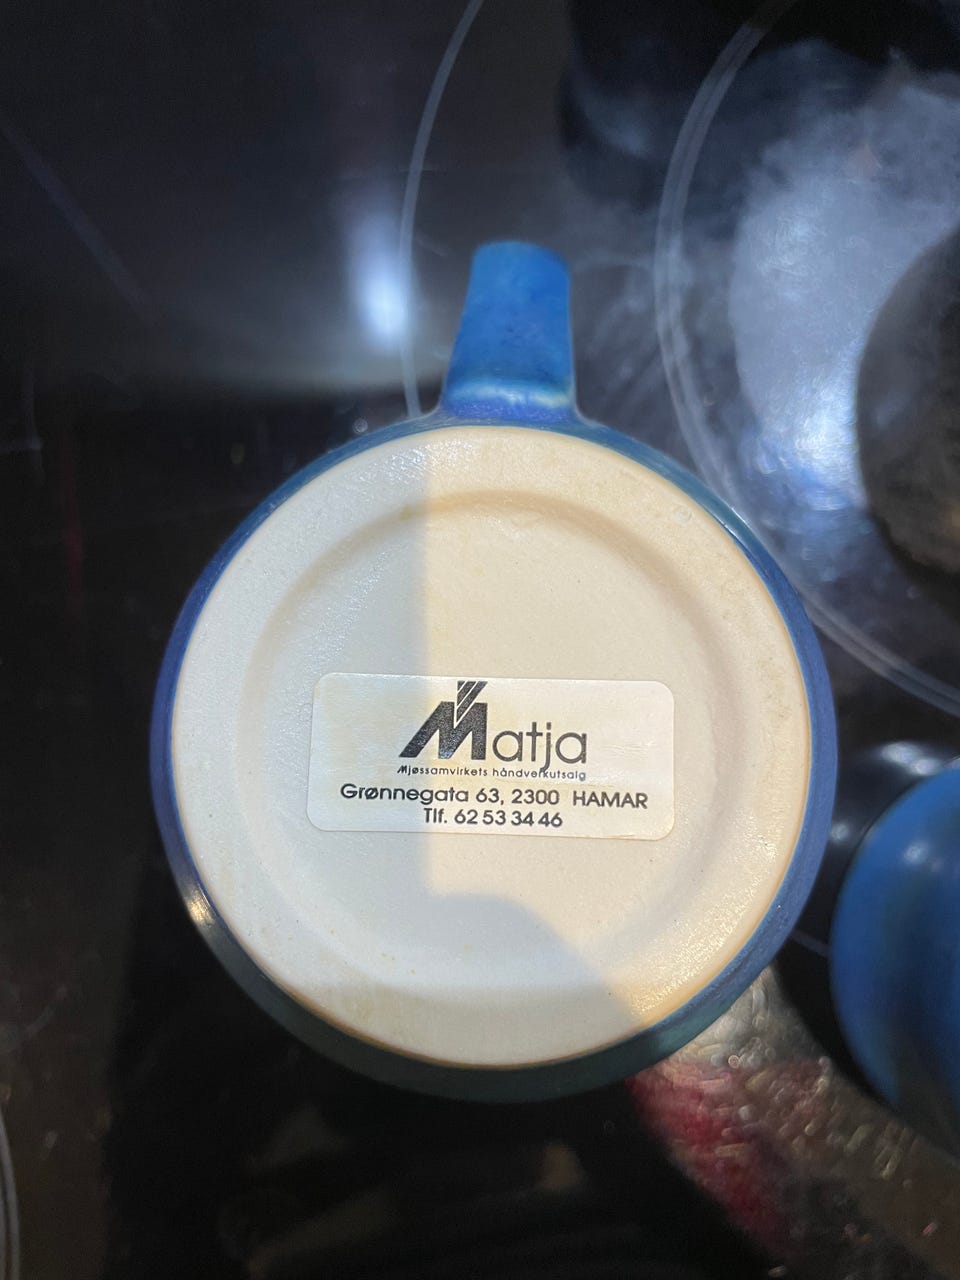 Matja
Mjøssamvirkets håndverkutsalg
Grønnegata 63, 2300 HAMAR
Tlf. 62 53 34 46